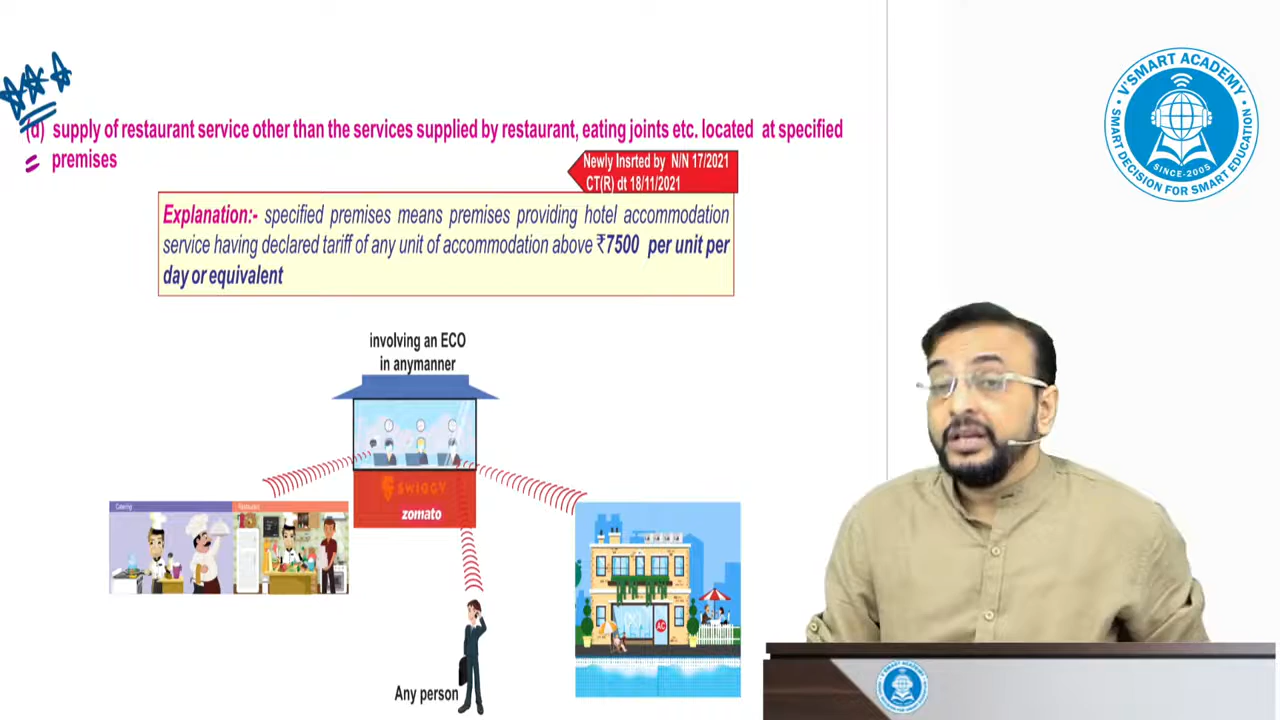 (d) supply of restaurant service other than the services supplied by restaurant, eating joints etc. located at specified
premises
Newly Insrted by N/N 17/2021
CT(R) dt 18/11/2021
Explanation:- specified premises means premises providing hotel accommodation
service having declared tariff of any unit of accommodation above ₹7500 per unit per
day or equivalent
involving an ECO
in anymanner
SWIGGY
zomato
Catering
Restaurant
AC
Any person
V'SMART ACADEMY
SINCE-2005
SMART DECISION FOR SMART EDUCATION